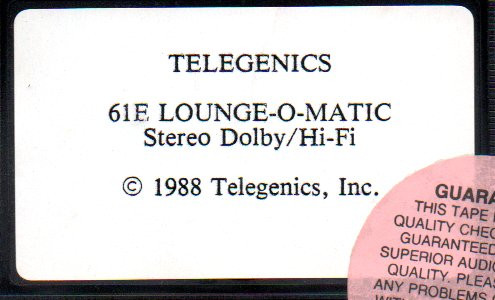 TELEGENICS
61E LOUNGE-O-MATIC
Stereo Dolby/Hi-Fi
© 1988 Telegenics, Inc.
THIS TAPE
QUALITY
GUARANTEED
SUPERIOR
QUALITY.
ANY PROBLEMS